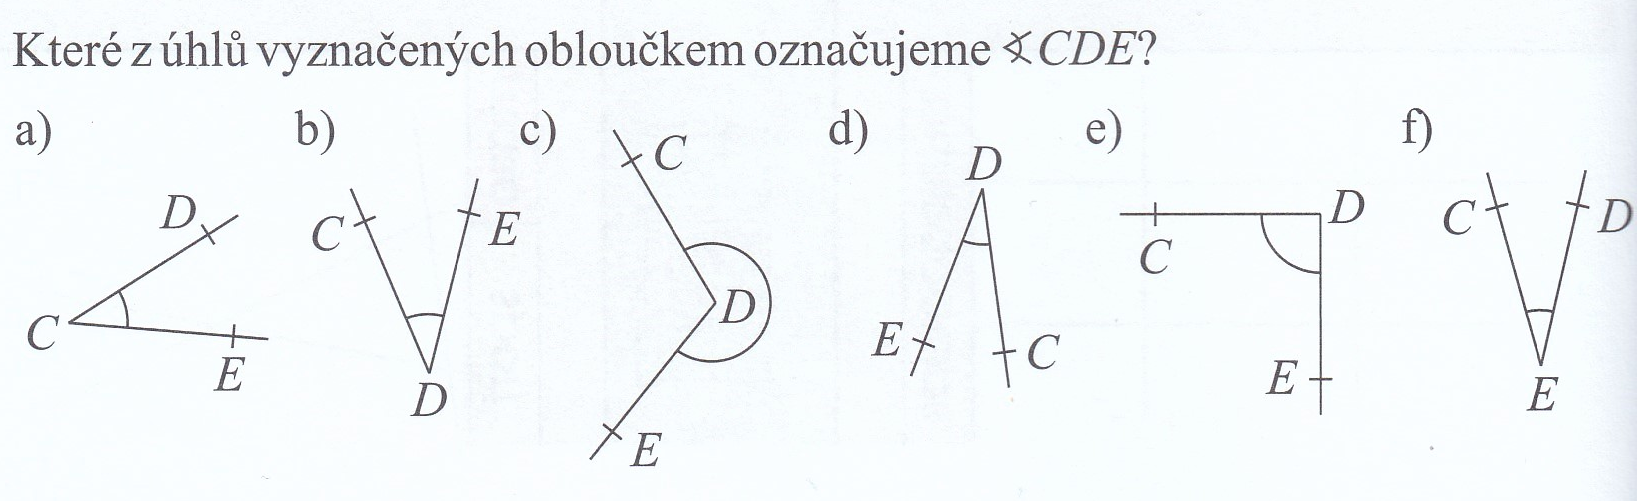 Které z úhlů vyznačených obloučkem označujeme ∢CDE?
a) b) c) d) e) f)
D C E
C E D
C D E
D E C
C D E
C D E